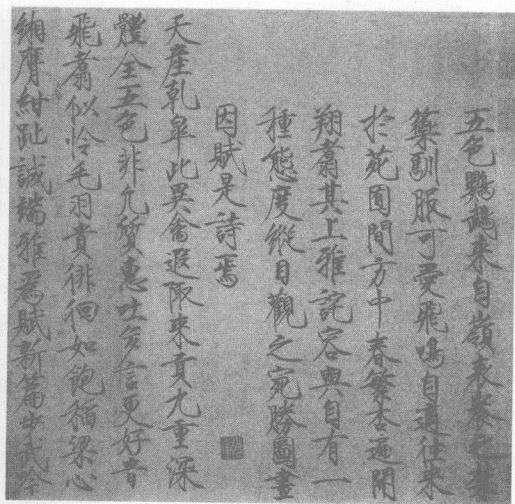 五色鸚鵡來自嶺表養之禁
籞馴服可愛飛鳴自適往來
於苑囿間方中春繁杏遍開
翔翥其上雅詫容與自有一
種態度縱目觀之宛勝圖畫
因賦是詩焉
天產乾皐此異禽遐陬來貢九重深
體全五色非凡質惠吐多言更好音
飛翥似怜毛羽貴徘徊如飽稻粱心
緗膺紺趾誠端雅爲賦新篇步武吟